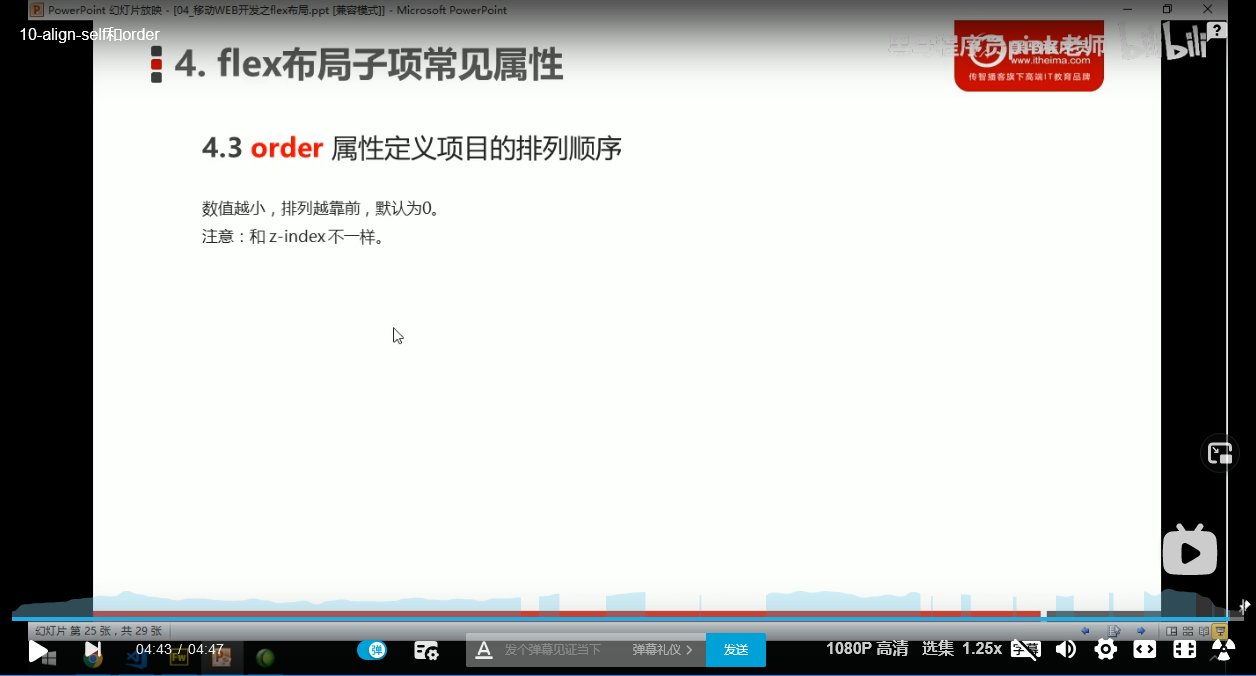 PowerPoint 幻灯片放映 - [04_移动WEB开发之flex布局.ppt [兼容模式]] - Microsoft PowerPoint
10-align-self和order
程序员pink老师
bilibili
4. flex布局子项常见属性
www.itheima.com
传智播客旗下高端IT教育品牌
4.3 order 属性定义项目的排列顺序
数值越小，排列越靠前，默认为0。
注意：和 z-index 不一样。
幻灯片 第 25 张，共 29 张
04:43 / 04:47
弹
发个弹幕见证当下
弹幕礼仪
发送
1080P 高清
选集
1.25x
字幕